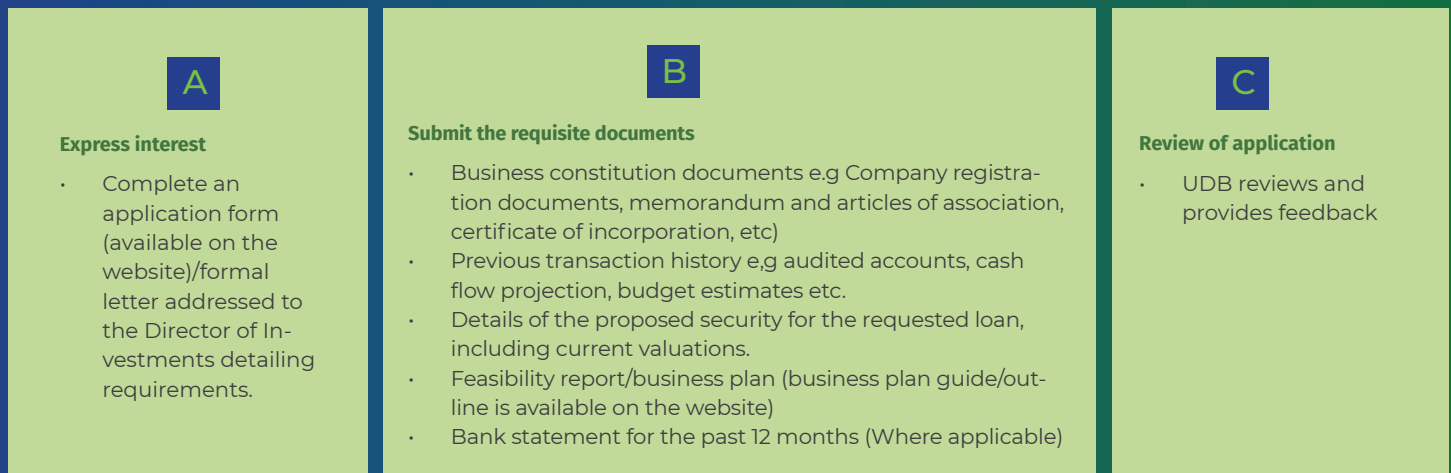 A
Express interest
• Complete an
application form
(available on the
website)/formal
letter addressed to
the Director of In-
vestments detailing
requirements.
B
Submit the requisite documents
• Business constitution documents e.g Company registra-
tion documents, memorandum and articles of association,
certificate of incorporation, etc)
• Previous transaction history e,g audited accounts, cash
flow projection, budget estimates etc.
• Details of the proposed security for the requested loan,
including current valuations.
• Feasibility report/business plan (business plan guide/out-
line is available on the website)
• Bank statement for the past 12 months (Where applicable)
C
Review of application
• UDB reviews and
provides feedback